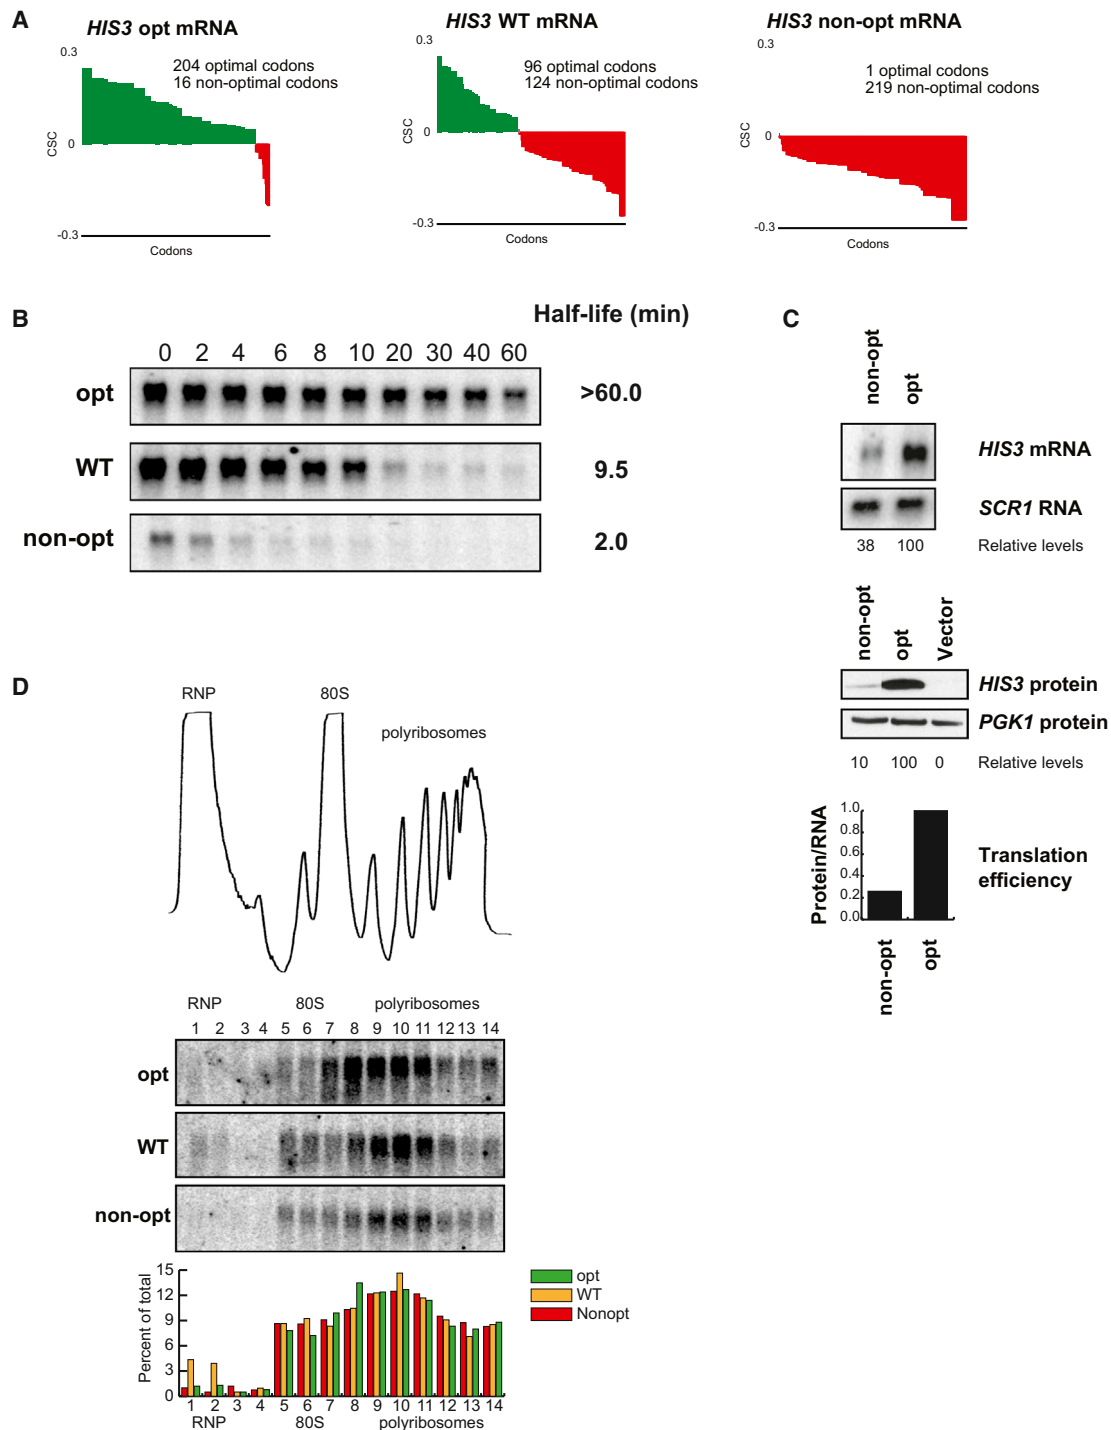 A
HIS3 opt mRNA
0.3
204 optimal codons
16 non-optimal codons
CSC
0
-0.3
Codons
HIS3 WT mRNA
0.3
96 optimal codons
124 non-optimal codons
CSC
0
-0.3
Codons
HIS3 non-opt mRNA
0.3
1 optimal codons
219 non-optimal codons
CSC
0
-0.3
Codons
B
Half-life (min)
0 2 4 6 8 10 20 30 40 60
opt >60.0
WT 9.5
non-opt 2.0
C
non-opt opt
HIS3 mRNA
SCR1 RNA
38 100 Relative levels
non-opt opt Vector
HIS3 protein
PGK1 protein
10 100 0 Relative levels
Protein/RNA
1.0
0.8
0.6
0.4
0.2
0.0
Translation
efficiency
non-opt opt
D
RNP 80S
polyribosomes
RNP 80S polyribosomes
1 2 3 4 5 6 7 8 9 10 11 12 13 14
opt
WT
non-opt
Percent of total
15
12
9
6
3
0
opt
WT
Nonopt
1 2 3 4 5 6 7 8 9 10 11 12 13 14
RNP 80S polyribosomes